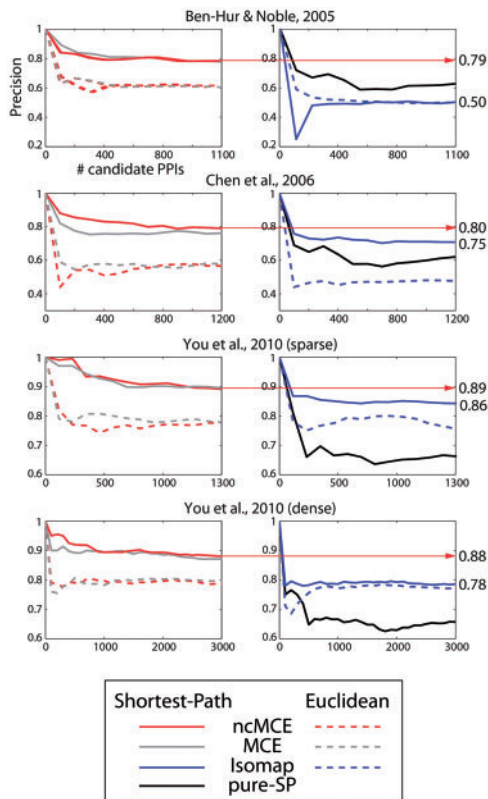 Ben-Hur & Noble, 2005
Precision
1 1
0.8 0.8
0.6 0.6
0.4 0.4
0.2 0.2
0.79
0.50
0 400 800 1100 0 400 800 1100
# candidate PPIs
Chen et al., 2006
1 1
0.8 0.8
0.6 0.6
0.4 0.4
0.80
0.75
0 400 800 1200 0 400 800 1200
You et al., 2010 (sparse)
1 1
0.9 0.9
0.8 0.8
0.7 0.7
0.6 0.6
0.89
0.86
0 500 1000 1300 0 500 1000 1300
You et al., 2010 (dense)
1 1
0.9 0.9
0.8 0.8
0.7 0.7
0.6 0.6
0.88
0.78
0 1000 2000 3000 0 1000 2000 3000
Shortest-Path Euclidean
ncMCE
MCE
Isomap
pure-SP